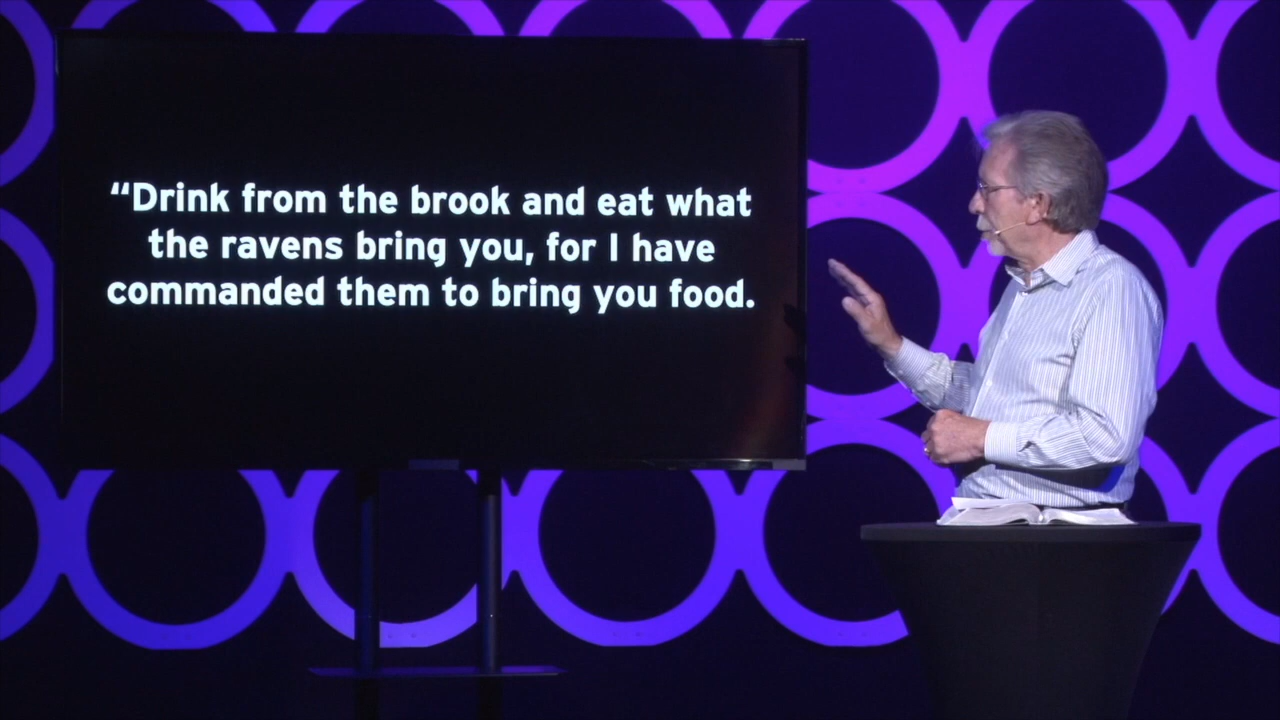 “Drink from the brook and eat what
the ravens bring you, for I have
commanded them to bring you food.